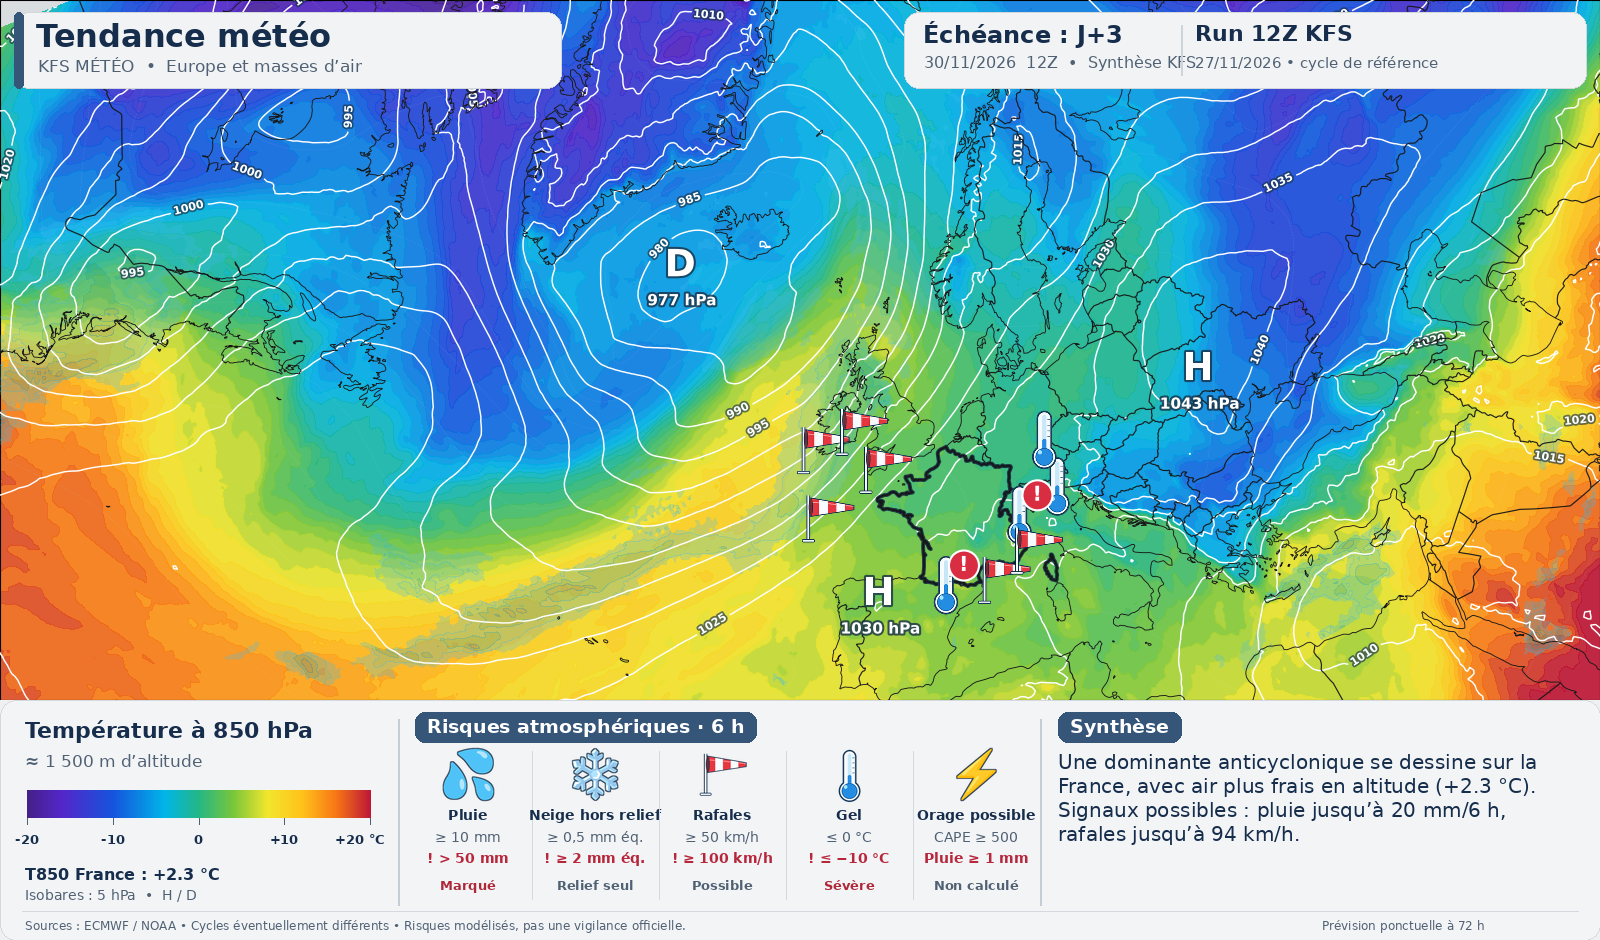 Tendance météo
KFS MÉTÉO • Europe et masses d’air
Échéance : J+3
30/11/2026 12Z • Synthèse KFS
Run 12Z KFS
27/11/2026 • cycle de référence
1010
995
1000
1020
1015
1035
1000
985
980
1030
995
D
977 hPa
1020
1040
H
1043 hPa
990
995
1020
1015
H
1030 hPa
1025
1010
!
!
Température à 850 hPa
≈ 1 500 m d’altitude
-20 -10 0 +10 +20 °C
T850 France : +2.3 °C
Isobares : 5 hPa • H / D
Risques atmosphériques · 6 h
Pluie
≥ 10 mm
! > 50 mm
Marqué
Neige hors relief
≥ 0,5 mm éq.
! ≥ 2 mm éq.
Relief seul
Rafales
≥ 50 km/h
! ≥ 100 km/h
Possible
Gel
≤ 0 °C
! ≤ −10 °C
Sévère
Orage possible
CAPE ≥ 500
Pluie ≥ 1 mm
Non calculé
Synthèse
Une dominante anticyclonique se dessine sur la
France, avec air plus frais en altitude (+2.3 °C).
Signaux possibles : pluie jusqu’à 20 mm/6 h,
rafales jusqu’à 94 km/h.
Sources : ECMWF / NOAA • Cycles éventuellement différents • Risques modélisés, pas une vigilance officielle.
Prévision ponctuelle à 72 h